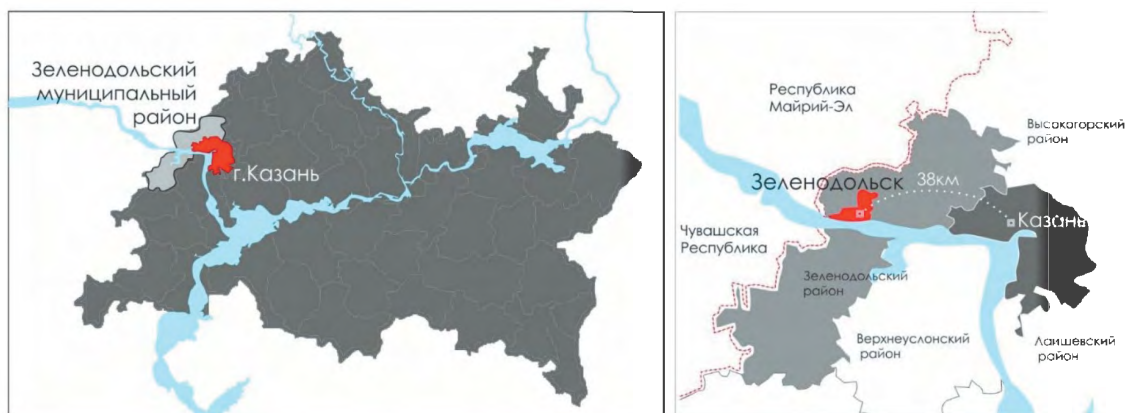 Зеленодольский
муниципальный
район
г.Казань
Республика
Майрий-Эл
Высокогорский
район
Зеленодольск
38км
Казань
Чувашская
Республика
Зеленодольский
район
Верхнеуслонский
район
Лаишевский
район